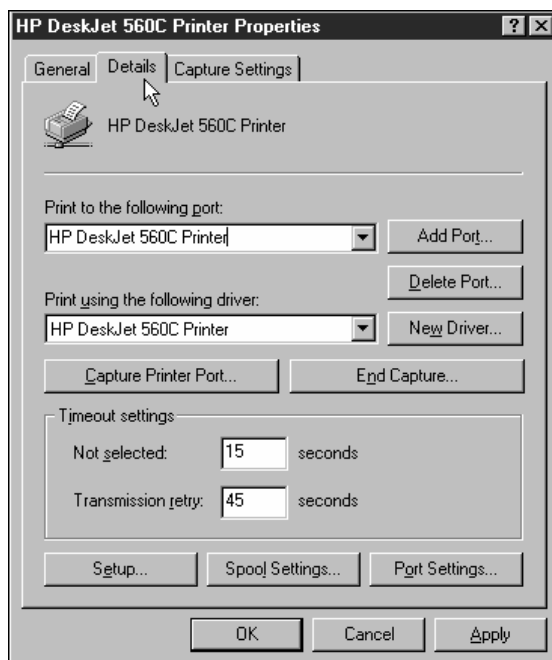 HP DeskJet 560C Printer Properties
General Details Capture Settings
HP DeskJet 560C Printer
Print to the following port:
HP DeskJet 560C Printer Add Port...
Delete Port...
Print using the following driver:
HP DeskJet 560C Printer New Driver...
Capture Printer Port... End Capture...
Timeout settings
Not selected: 15 seconds
Transmission retry: 45 seconds
Setup... Spool Settings... Port Settings...
OK Cancel Apply